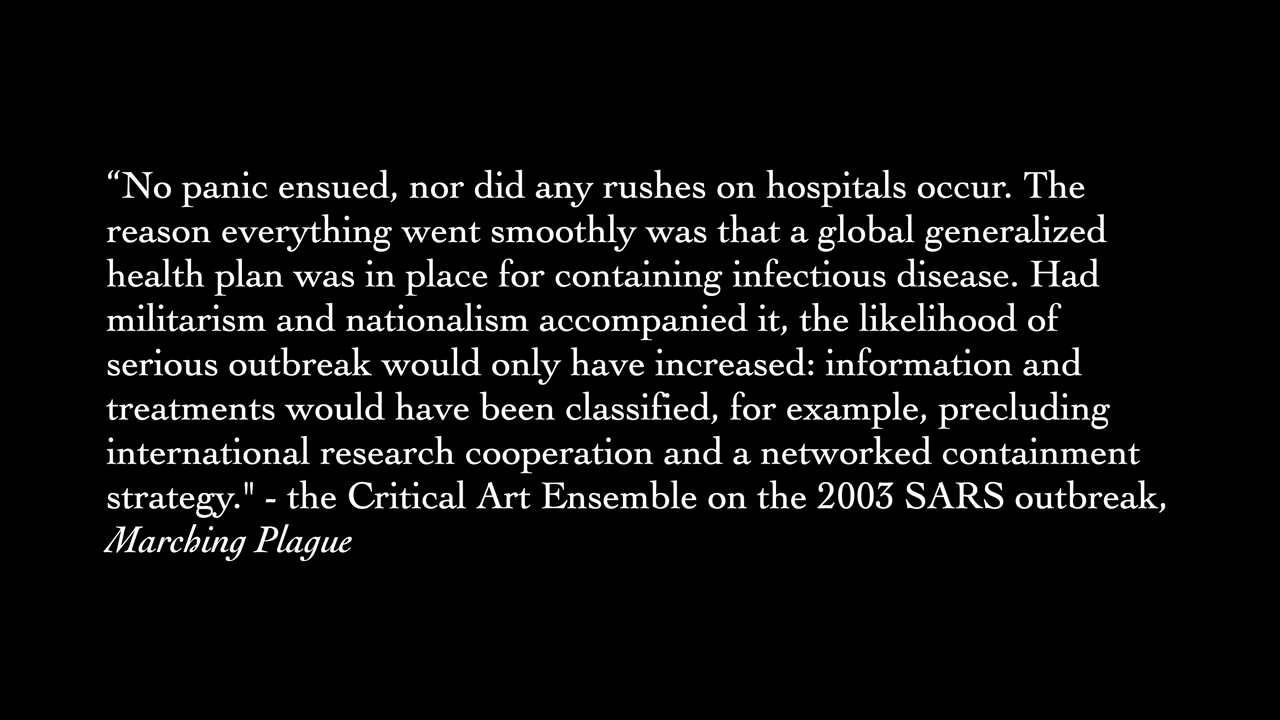 “No panic ensued, nor did any rushes on hospitals occur. The
reason everything went smoothly was that a global generalized
health plan was in place for containing infectious disease. Had
militarism and nationalism accompanied it, the likelihood of
serious outbreak would only have increased: information and
treatments would have been classified, for example, precluding
international research cooperation and a networked containment
strategy." - the Critical Art Ensemble on the 2003 SARS outbreak,
Marching Plague